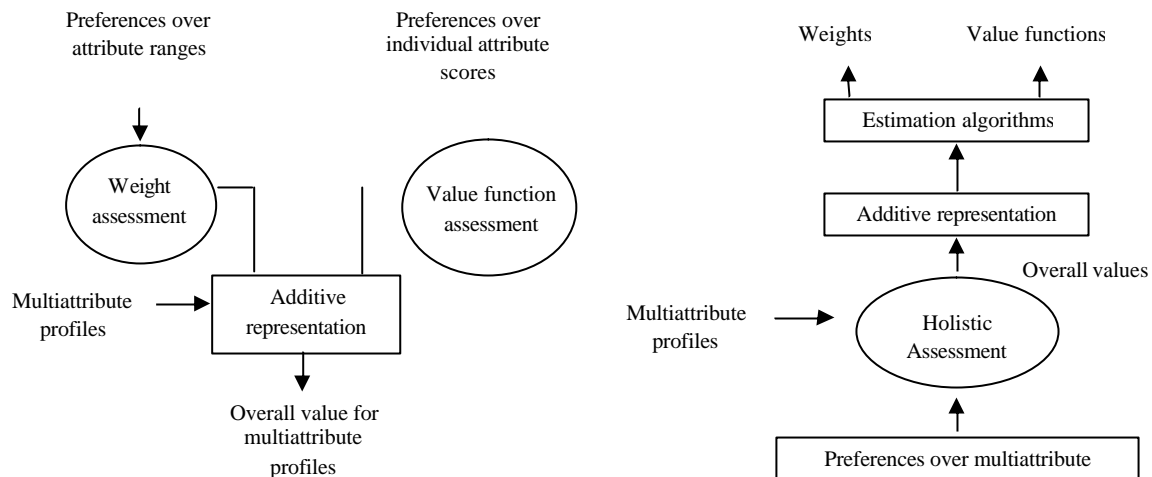 Preferences over
attribute ranges
Preferences over
individual attribute
scores
Weight
assessment
Value function
assessment
Multiattribute
profiles
Additive
representation
Overall value for
multiattribute
profiles
Weights
Value functions
Estimation algorithms
Additive representation
Overall values
Multiattribute
profiles
Holistic
Assessment
Preferences over multiattribute